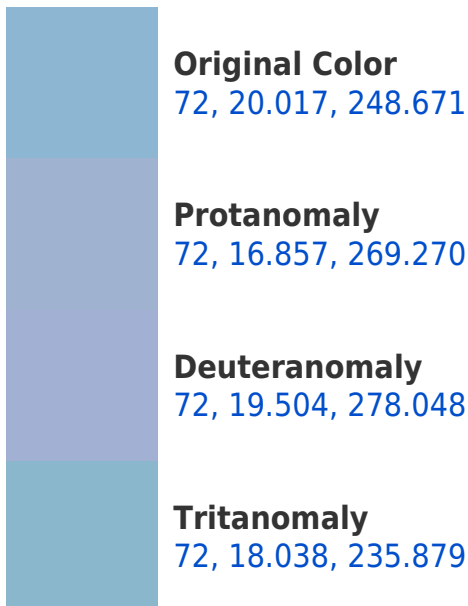 Original Color
72, 20.017, 248.671
Protanomaly
72, 16.857, 269.270
Deuteranomaly
72, 19.504, 278.048
Tritanomaly
72, 18.038, 235.879